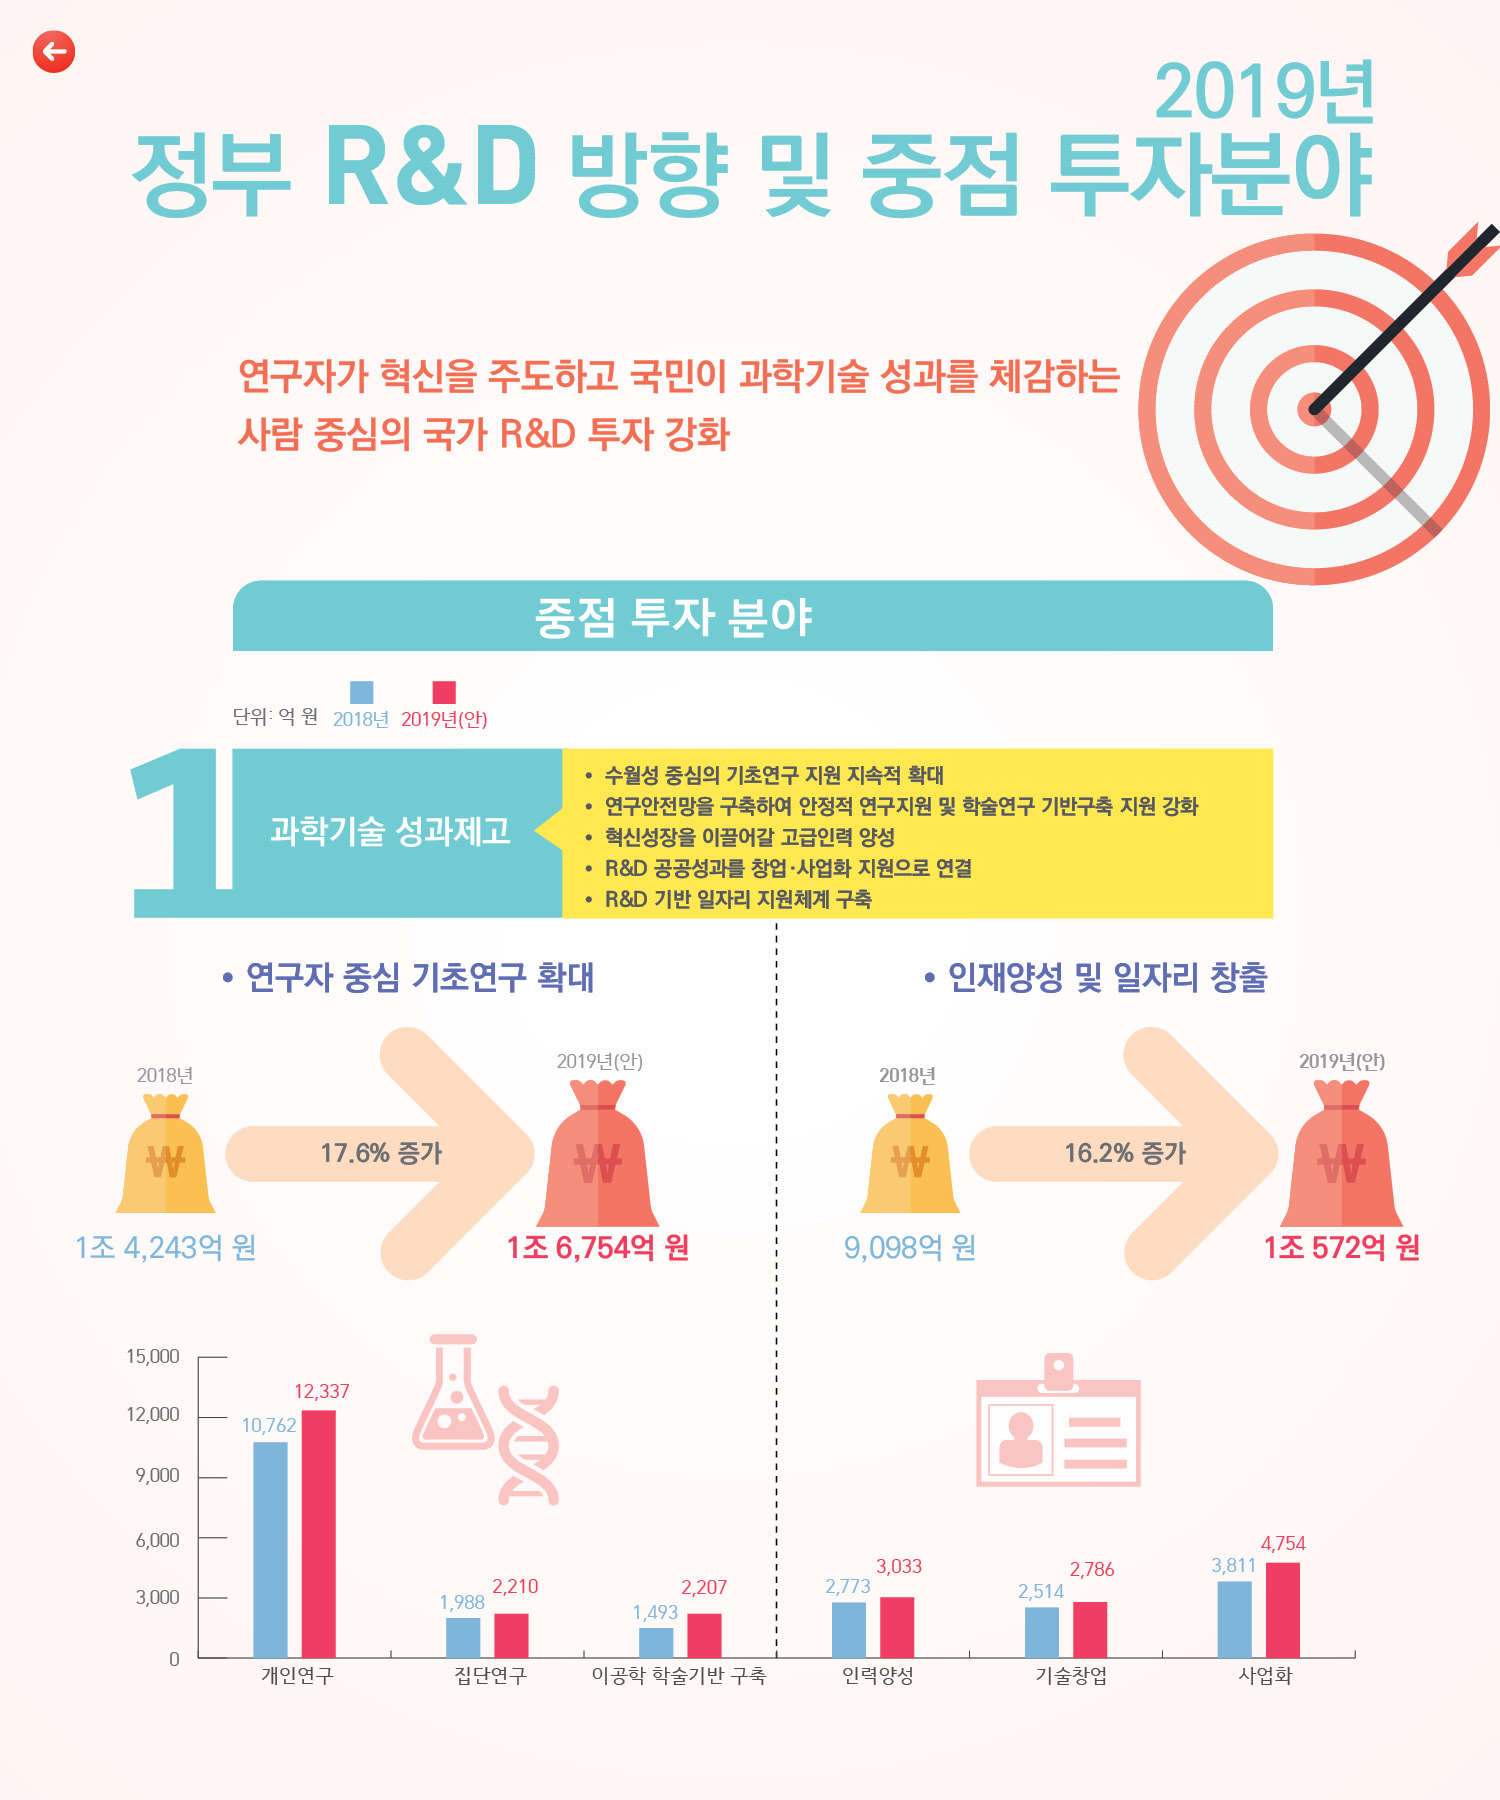 2019년
정부 R&D 방향 및 중점 투자분야
연구자가 혁신을 주도하고 국민이 과학기술 성과를 체감하는
사람 중심의 국가 R&D 투자 강화
중점 투자 분야
단위: 억 원 2018년 2019년(안)
1
과학기술 성과제고
• 수월성 중심의 기초연구 지원 지속적 확대
• 연구안전망을 구축하여 안정적 연구지원 및 학술연구 기반구축 지원 강화
• 혁신성장을 이끌어갈 고급인력 양성
• R&D 공공성과를 창업·사업화 지원으로 연결
• R&D 기반 일자리 지원체계 구축
• 연구자 중심 기초연구 확대
2018년
2019년(안)
₩
17.6% 증가
₩
1조 4,243억 원
1조 6,754억 원
• 인재양성 및 일자리 창출
2018년
2019년(안)
₩
16.2% 증가
₩
9,098억 원
1조 572억 원
15,000
12,000
9,000
6,000
3,000
0
10,762
12,337
1,988
2,210
1,493
2,207
2,773
3,033
2,514
2,786
3,811
4,754
개인연구
집단연구
이공학 학술기반 구축
인력양성
기술창업
사업화